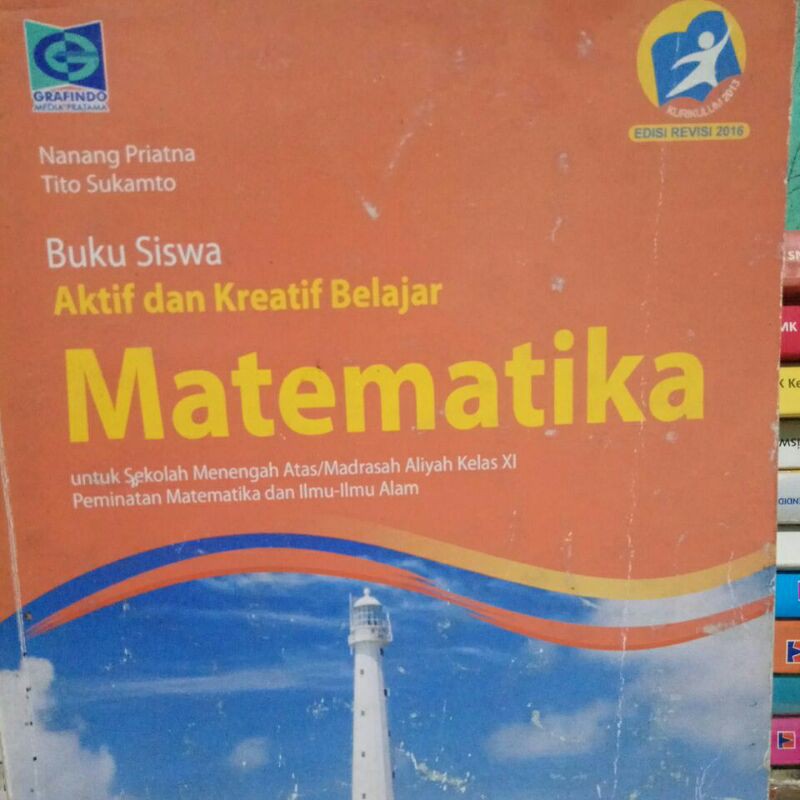 GRAFINDO
MEDIA PRATAMA
KURIKULUM 2013
EDISI REVISI 2016
Nanang Priatna
Tito Sukamto
Buku Siswa
Aktif dan Kreatif Belajar
Matematika
untuk Sekolah Menengah Atas/Madrasah Aliyah Kelas XI
Peminatan Matematika dan Ilmu-Ilmu Alam